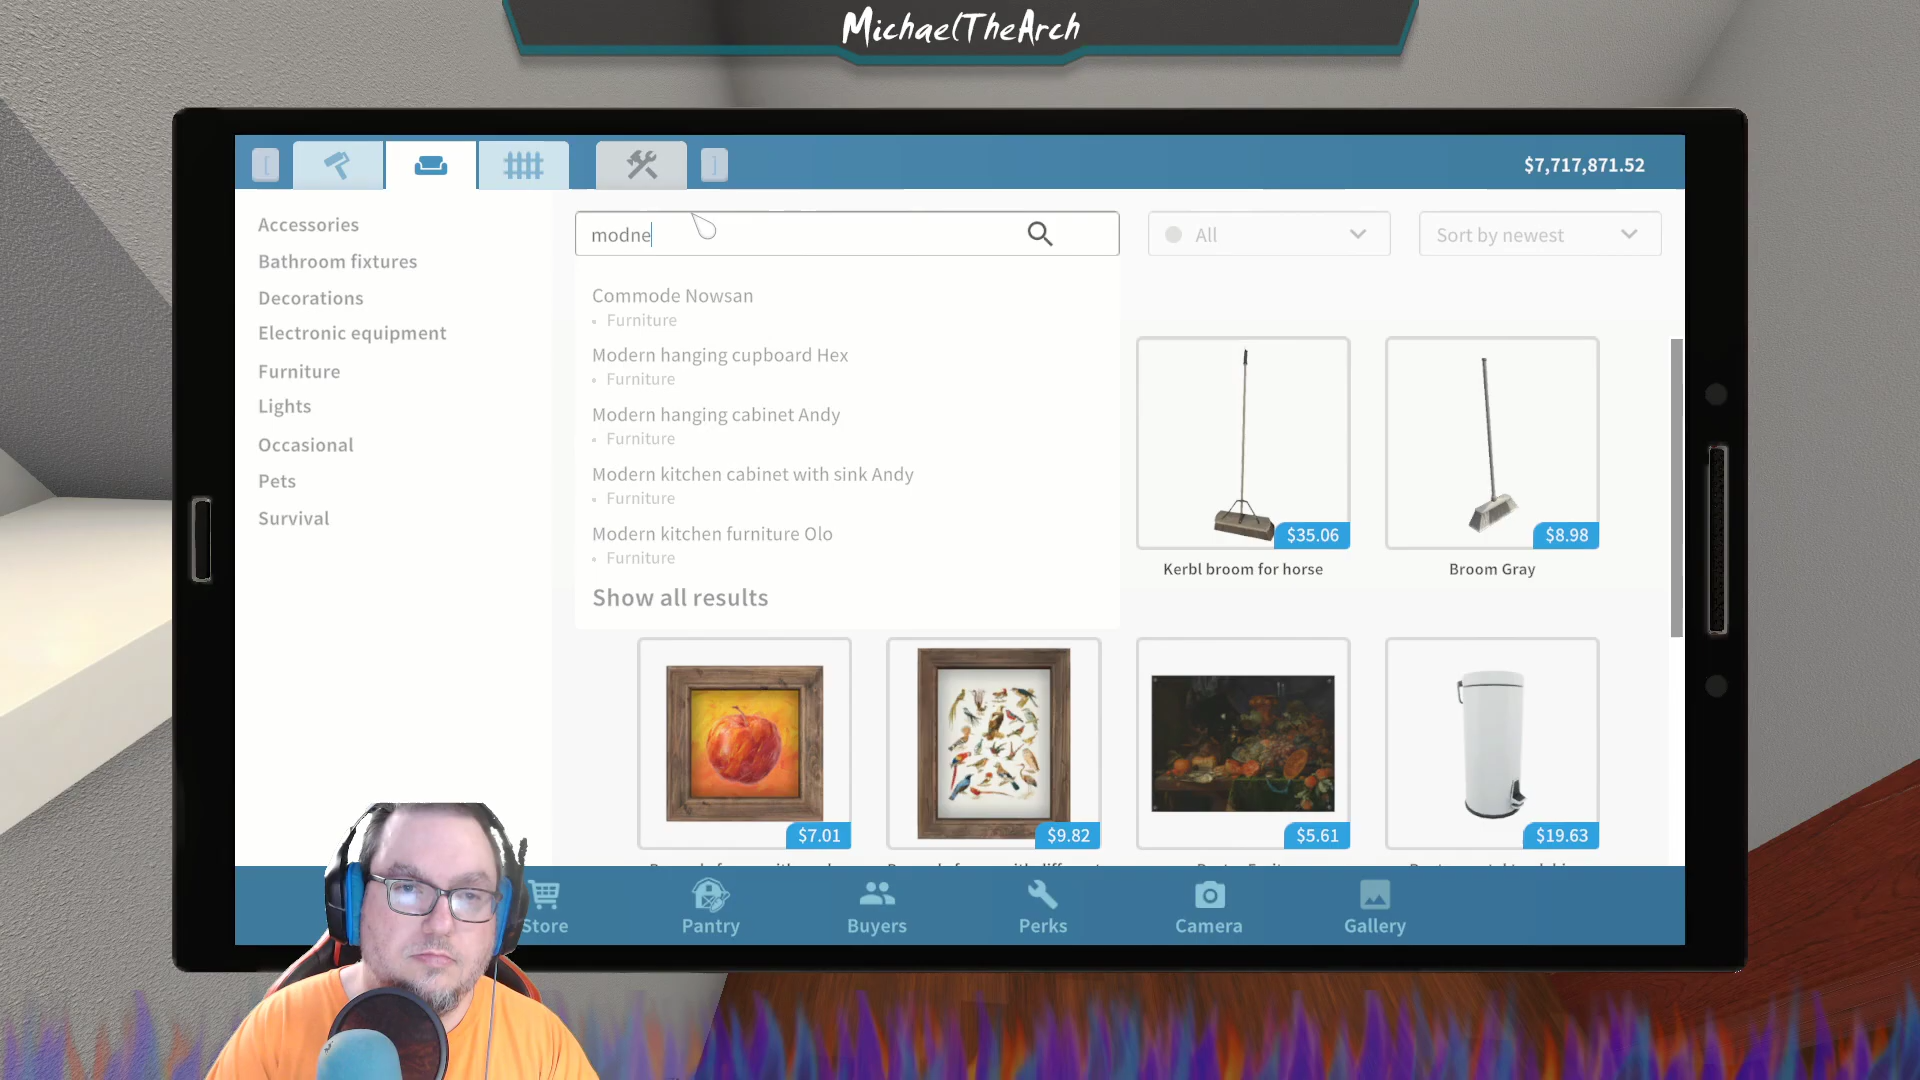 MichaelTheArch
[
]
$7,717,871.52
Accessories
Bathroom fixtures
Decorations
Electronic equipment
Furniture
Lights
Occasional
Pets
Survival
modne
All
Sort by newest
Commode Nowsan
Furniture
Modern hanging cupboard Hex
Furniture
Modern hanging cabinet Andy
Furniture
Modern kitchen cabinet with sink Andy
Furniture
Modern kitchen furniture Olo
Furniture
Show all results
$35.06
$8.98
Kerbl broom for horse
Broom Gray
$7.01
$9.82
$5.61
$19.63
Store
Pantry
Buyers
Perks
Camera
Gallery